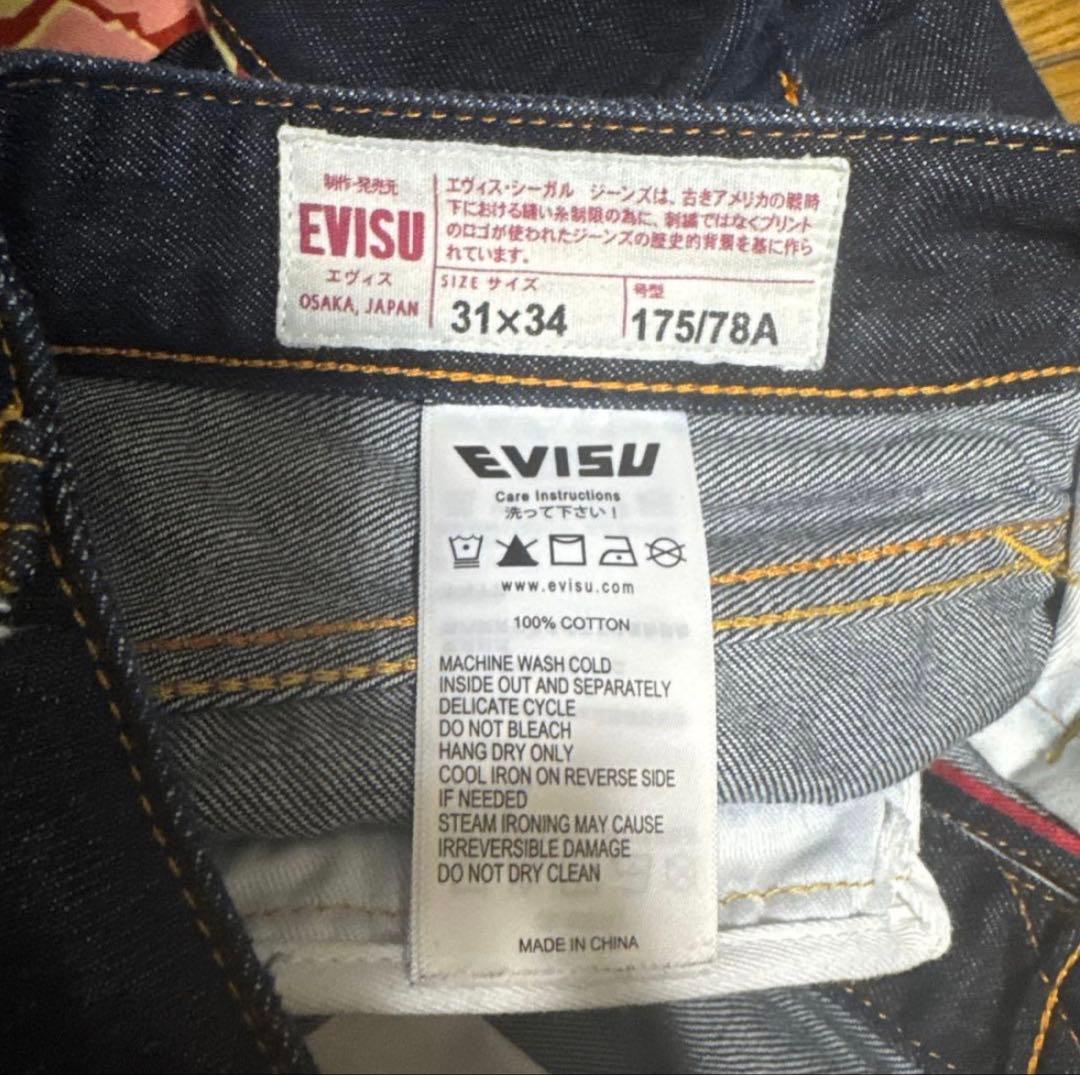 制作・発売元
EVISU
エヴィス
OSAKA, JAPAN
エヴィス・シーガル ジーンズは、古きアメリカの戦時
下における縫い糸制限の為に、刺繍ではなくプリント
のロゴが使われたジーンズの歴史的背景を基に作ら
れています。
SIZE サイズ
31×34
号型
175/78A
EVISU
Care Instructions
洗って下さい！
www.evisu.com
100% COTTON
MACHINE WASH COLD
INSIDE OUT AND SEPARATELY
DELICATE CYCLE
DO NOT BLEACH
HANG DRY ONLY
COOL IRON ON REVERSE SIDE
IF NEEDED
STEAM IRONING MAY CAUSE
IRREVERSIBLE DAMAGE
DO NOT DRY CLEAN
MADE IN CHINA